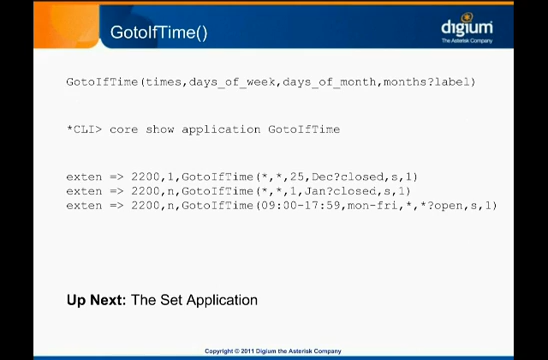 GotoIfTime()
digium
The Asterisk Company
GotoIfTime(times,days_of_week,days_of_month,months?label)
*CLI> core show application GotoIfTime
exten => 2200,1,GotoIfTime(*,*,25,Dec?closed,s,1)
exten => 2200,n,GotoIfTime(*,*,1,Jan?closed,s,1)
exten => 2200,n,GotoIfTime(09:00-17:59,mon-fri,*,*?open,s,1)
Up Next: The Set Application
Copyright © 2011 Digium the Asterisk Company